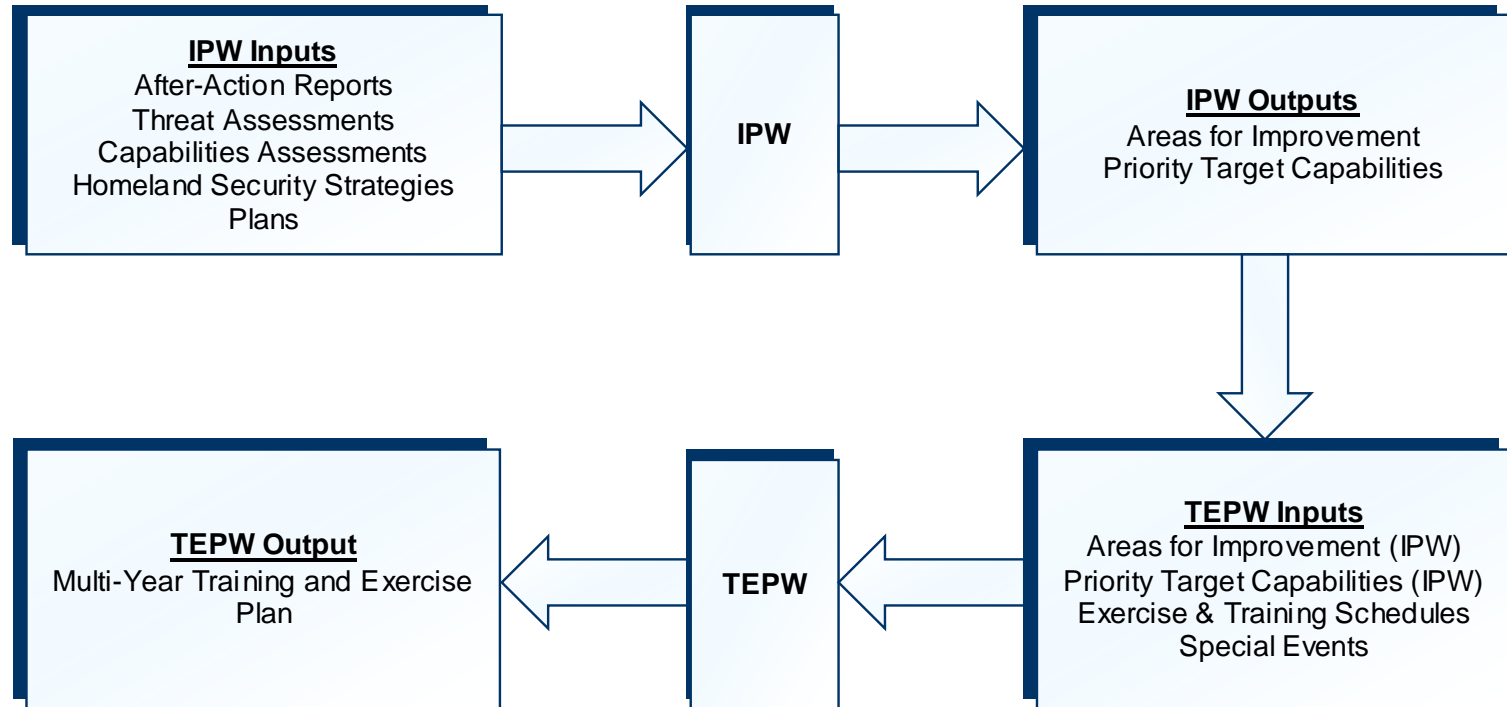 IPW Inputs
After-Action Reports
Threat Assessments
Capabilities Assessments
Homeland Security Strategies
Plans
IPW
IPW Outputs
Areas for Improvement
Priority Target Capabilities
TEPW Inputs
Areas for Improvement (IPW)
Priority Target Capabilities (IPW)
Exercise & Training Schedules
Special Events
TEPW
TEPW Output
Multi-Year Training and Exercise
Plan